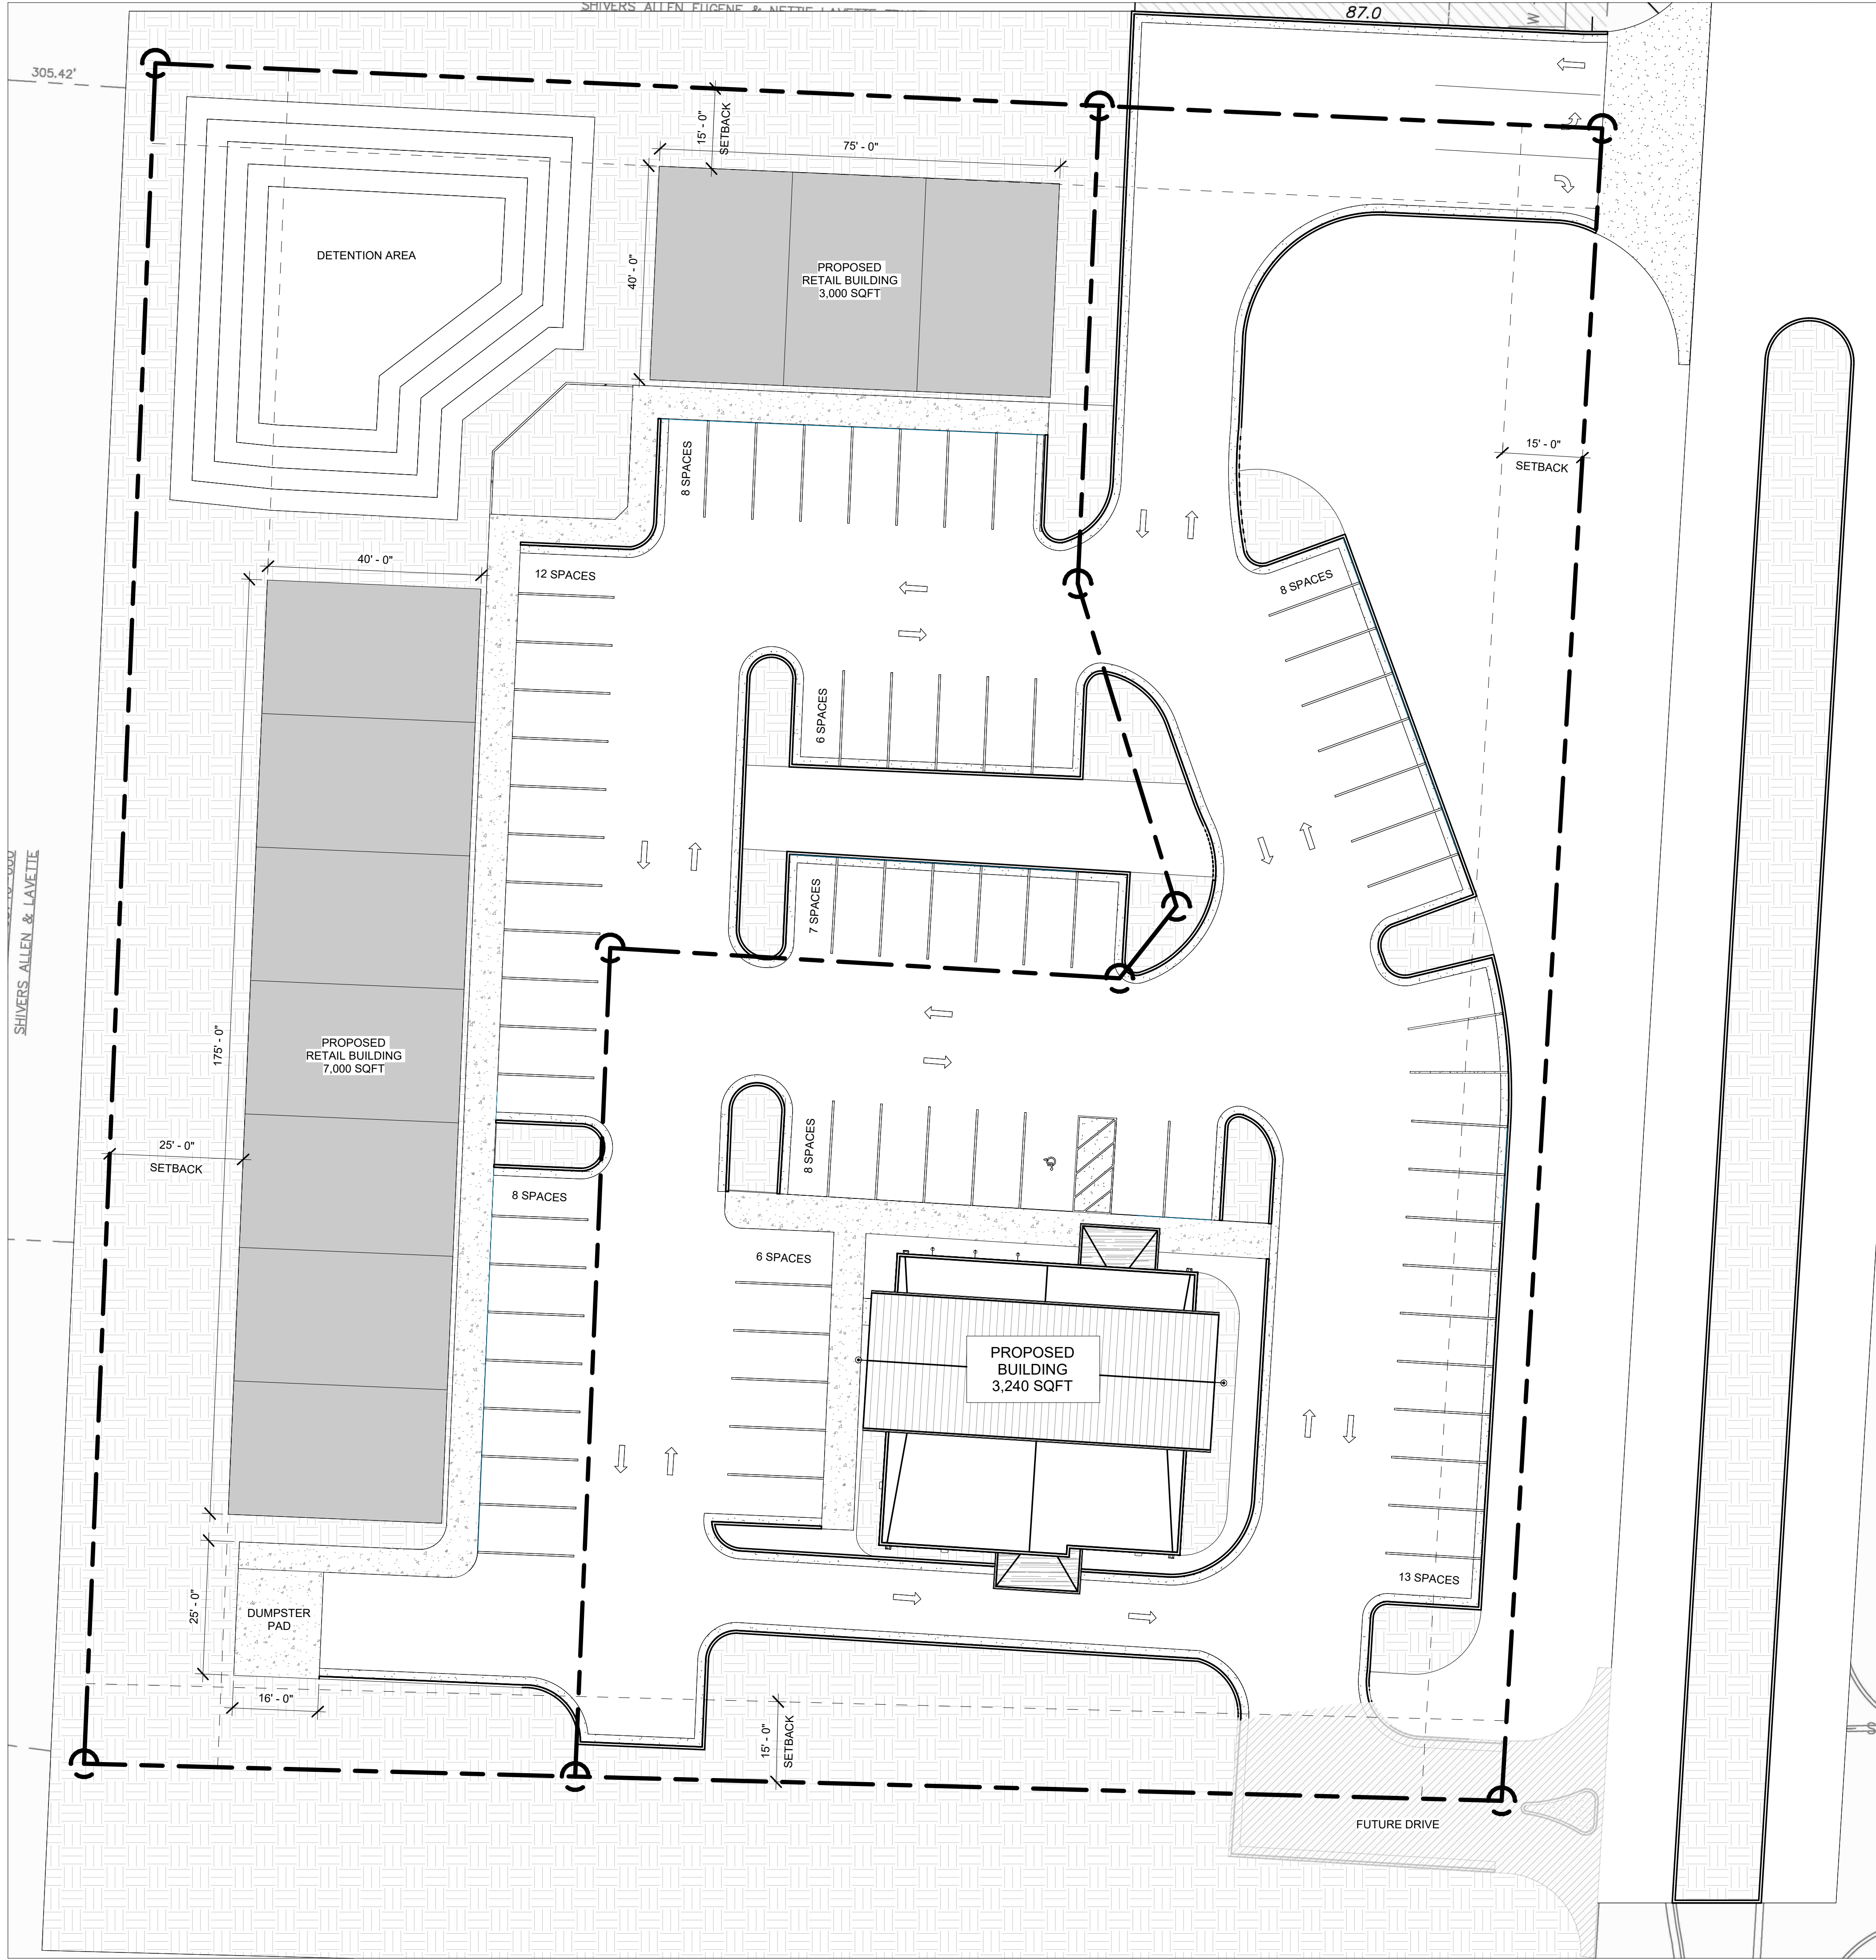 SHIVERS ALLEN EUGENE & NETTIE LAVETTE
87.0
W
305.42'
15' - 0"
SETBACK
75' - 0"
DETENTION AREA
40' - 0"
PROPOSED
RETAIL BUILDING
3,000 SQFT
15' - 0"
SETBACK
8 SPACES
40' - 0"
12 SPACES
8 SPACES
6 SPACES
7 SPACES
SHIVERS ALLEN & LAVETTE
175' - 0"
PROPOSED
RETAIL BUILDING
7,000 SQFT
25' - 0"
SETBACK
8 SPACES
8 SPACES
6 SPACES
PROPOSED
BUILDING
3,240 SQFT
13 SPACES
25' - 0"
DUMPSTER
PAD
16' - 0"
15' - 0"
SETBACK
FUTURE DRIVE
S